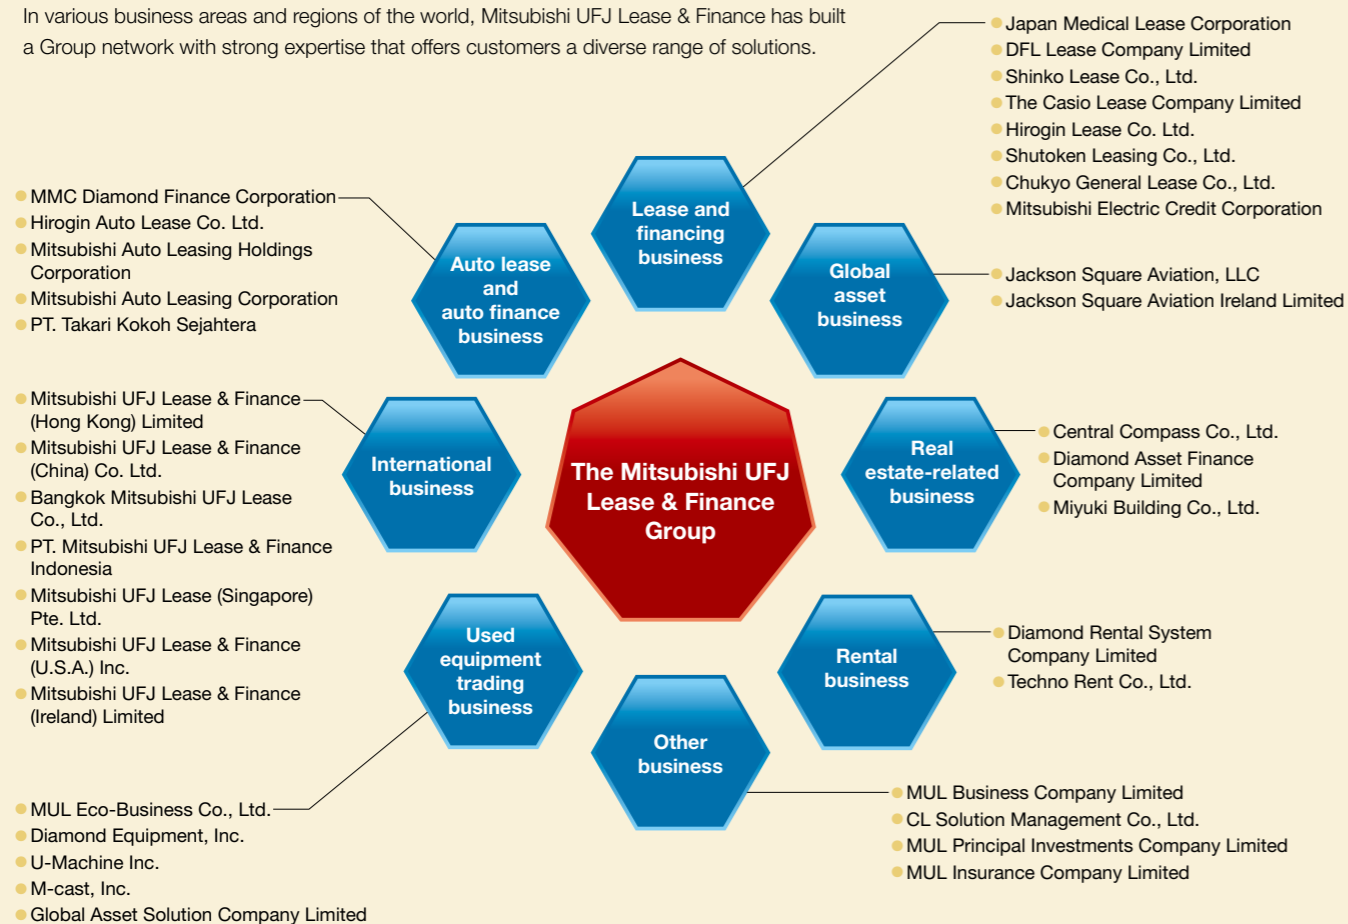 In various business areas and regions of the world, Mitsubishi UFJ Lease & Finance has built
a Group network with strong expertise that offers customers a diverse range of solutions.
Japan Medical Lease Corporation
DFL Lease Company Limited
Shinko Lease Co., Ltd.
The Casio Lease Company Limited
Hirogin Lease Co. Ltd.
Shutoken Leasing Co., Ltd.
Chukyo General Lease Co., Ltd.
Mitsubishi Electric Credit Corporation
Lease and
financing
business
MMC Diamond Finance Corporation
Hirogin Auto Lease Co. Ltd.
Mitsubishi Auto Leasing Holdings
Corporation
Mitsubishi Auto Leasing Corporation
PT. Takari Kokoh Sejahtera
Auto lease
and
auto finance
business
Global
asset
business
Jackson Square Aviation, LLC
Jackson Square Aviation Ireland Limited
Mitsubishi UFJ Lease & Finance
(Hong Kong) Limited
Mitsubishi UFJ Lease & Finance
(China) Co. Ltd.
Bangkok Mitsubishi UFJ Lease
Co., Ltd.
PT. Mitsubishi UFJ Lease & Finance
Indonesia
Mitsubishi UFJ Lease (Singapore)
Pte. Ltd.
Mitsubishi UFJ Lease & Finance
(U.S.A.) Inc.
Mitsubishi UFJ Lease & Finance
(Ireland) Limited
International
business
The Mitsubishi UFJ
Lease & Finance
Group
Real
estate-related
business
Central Compass Co., Ltd.
Diamond Asset Finance
Company Limited
Miyuki Building Co., Ltd.
Used
equipment
trading
business
Rental
business
Diamond Rental System
Company Limited
Techno Rent Co., Ltd.
Other
business
MUL Eco-Business Co., Ltd.
Diamond Equipment, Inc.
U-Machine Inc.
M-cast, Inc.
Global Asset Solution Company Limited
MUL Business Company Limited
CL Solution Management Co., Ltd.
MUL Principal Investments Company Limited
MUL Insurance Company Limited